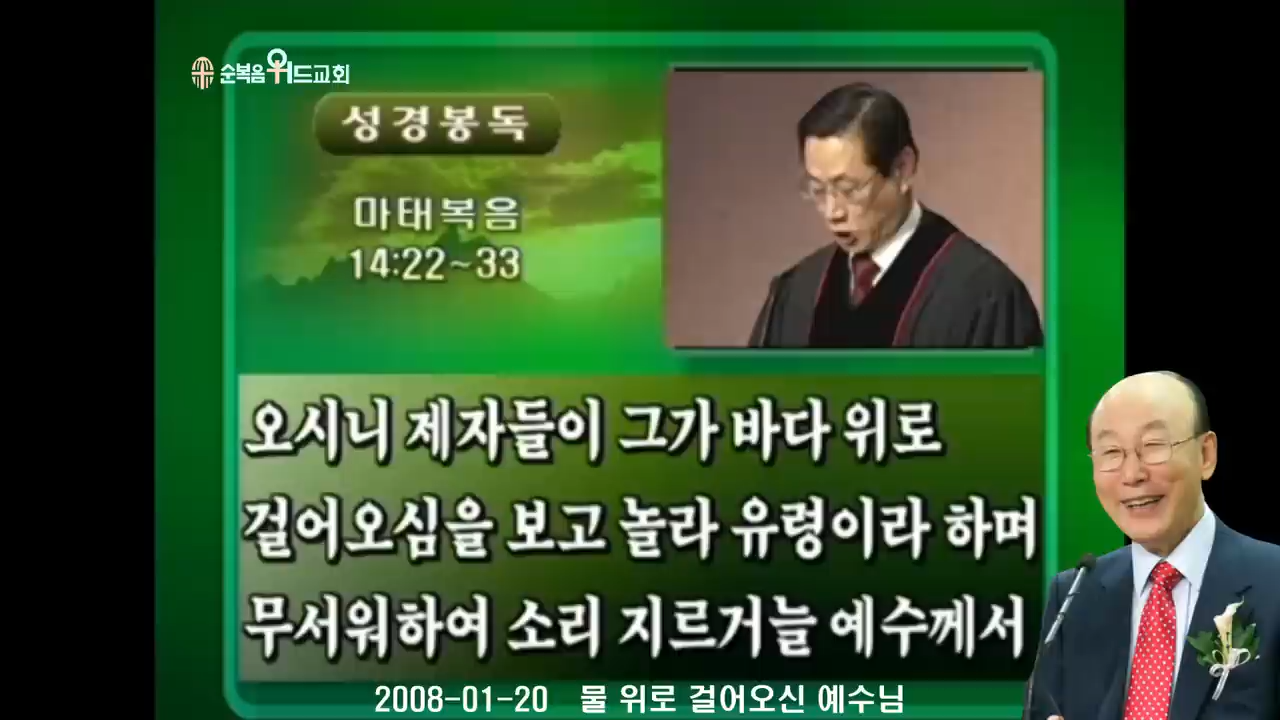 순복음워드교회
성경봉독
마태복음
14:22~33
오시니 제자들이 그가 바다 위로
걸어오심을 보고 놀라 유령이라 하며
무서워하여 소리 지르거늘 예수께서
2008-01-20 물 위로 걸어오신 예수님